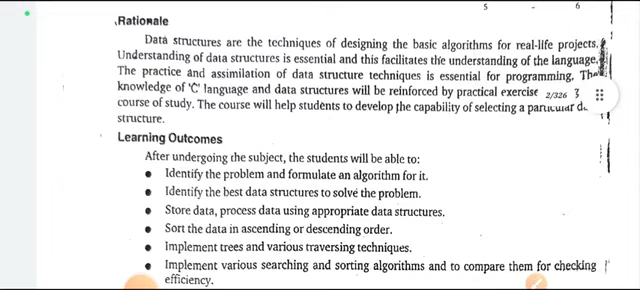 5 - 6
Rationale
Data structures are the techniques of designing the basic algorithms for real-life projects.
Understanding of data structures is essential and this facilitates the understanding of the language.
The practice and assimilation of data structure techniques is essential for programming. The
knowledge of 'C' language and data structures will be reinforced by practical exercise
2/326
course of study. The course will help students to develop the capability of selecting a particular
structure.
Learning Outcomes
After undergoing the subject, the students will be able to:
● Identify the problem and formulate an algorithm for it.
● Identify the best data structures to solve the problem.
● Store data, process data using appropriate data structures.
● Sort the data in ascending or descending order.
● Implement trees and various traversing techniques.
● Implement various searching and sorting algorithms and to compare them for checking
efficiency.